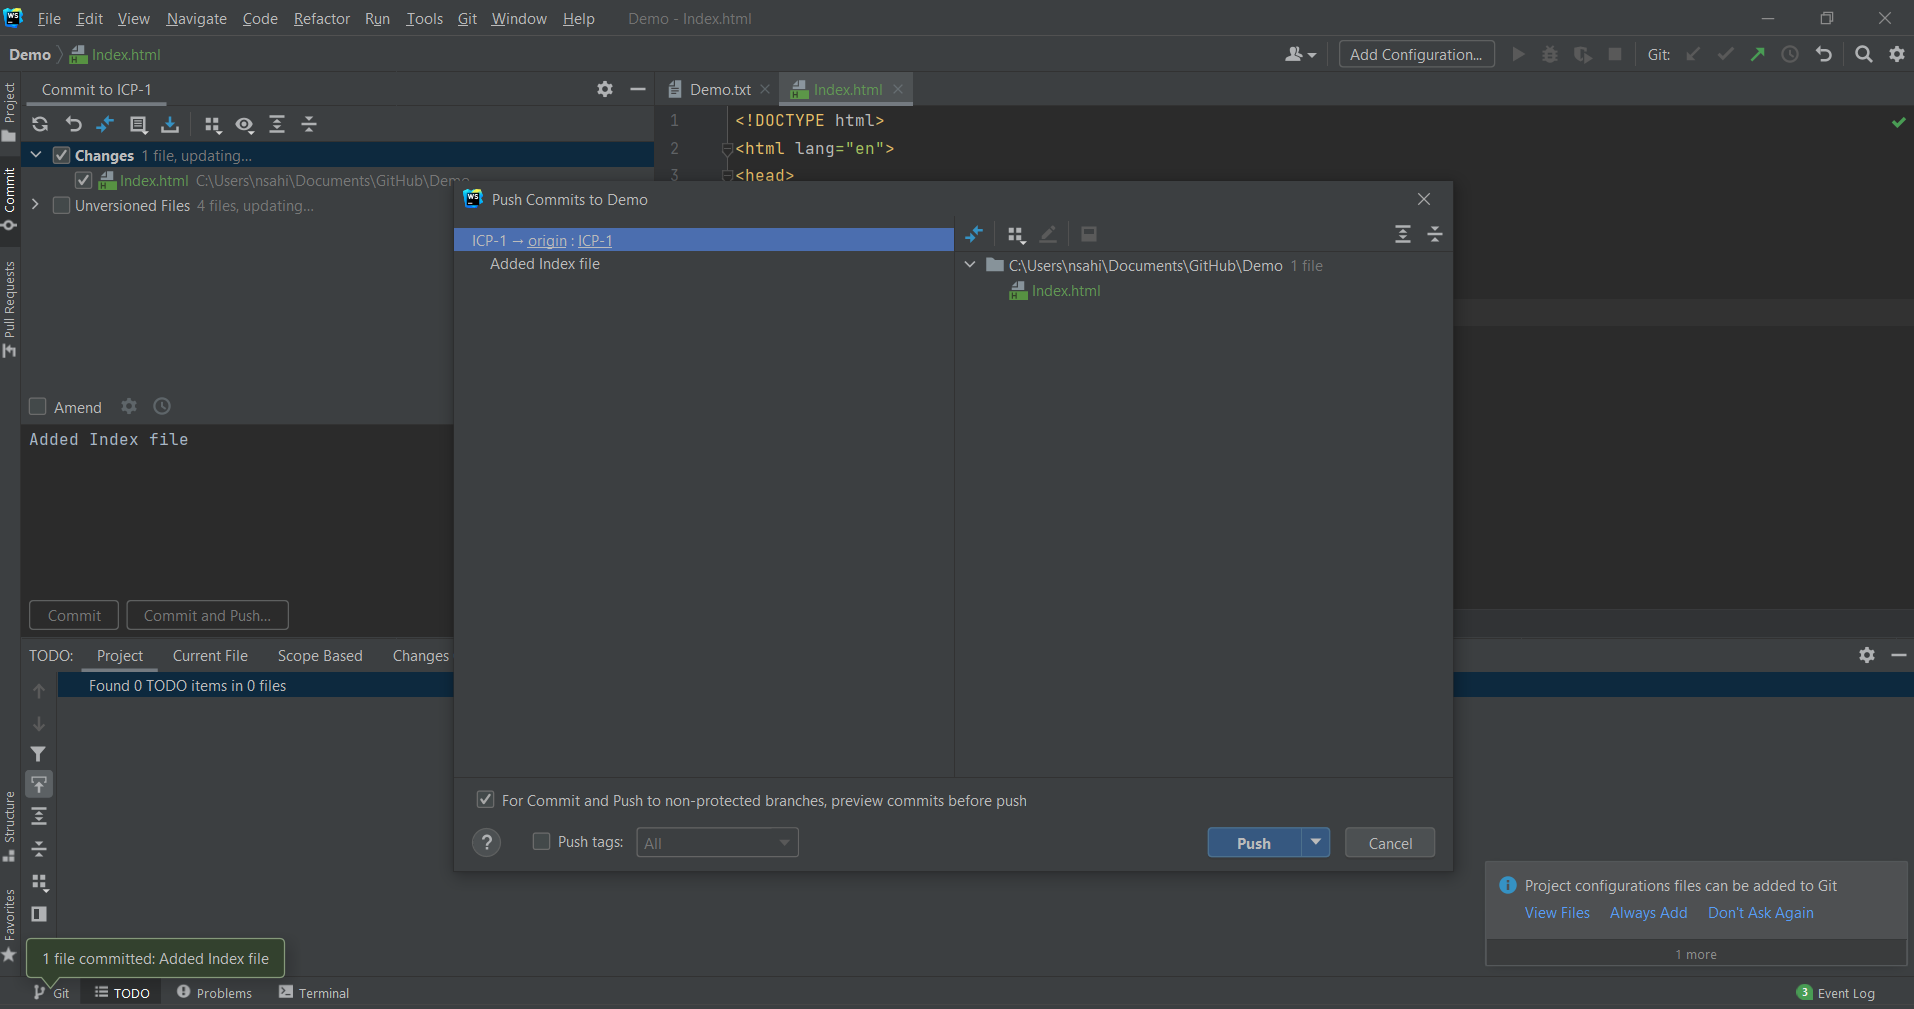 WS File Edit View Navigate Code Refactor Run Tools Git Window Help Demo - Index.html
Demo Index.html Add Configuration... Git:
Project
Commit
Pull Requests
Structure
Favorites
Commit to ICP-1
Changes 1 file, updating...
Index.html C:\Users\nsahi\Documents\GitHub\Demo
Unversioned Files 4 files, updating...
Amend
Added Index file
Commit Commit and Push...
Demo.txt Index.html
1 <!DOCTYPE html>
2 <html lang="en">
3 <head>
WS Push Commits to Demo
ICP-1 → origin : ICP-1
Added Index file
C:\Users\nsahi\Documents\GitHub\Demo 1 file
Index.html
For Commit and Push to non-protected branches, preview commits before push
? Push tags: All Push Cancel
TODO: Project Current File Scope Based Changes
Found 0 TODO items in 0 files
Project configurations files can be added to Git
View Files Always Add Don't Ask Again
1 more
1 file committed: Added Index file
Git TODO Problems Terminal 3 Event Log